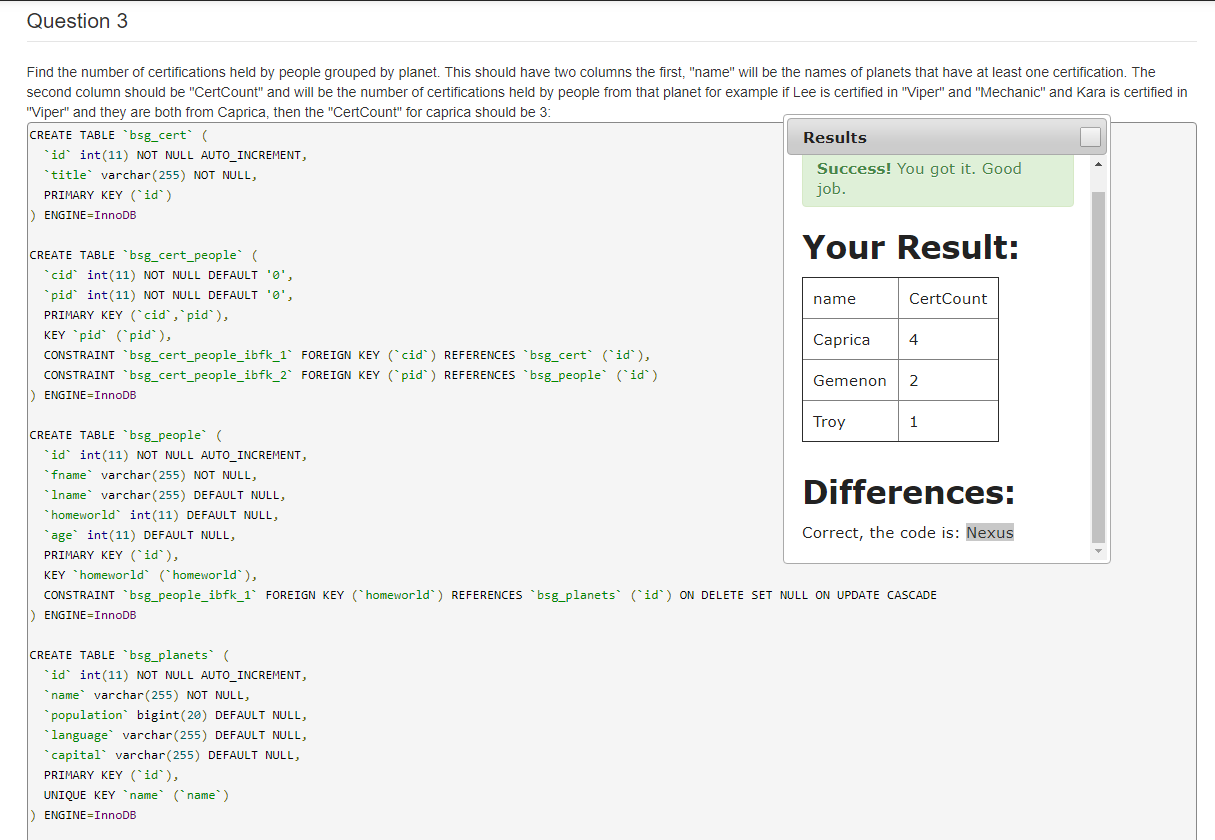 Question 3
Find the number of certifications held by people grouped by planet. This should have two columns the first, "name" will be the names of planets that have at least one certification. The
second column should be "CertCount" and will be the number of certifications held by people from that planet for example if Lee is certified in "Viper" and "Mechanic" and Kara is certified in
"Viper" and they are both from Caprica, then the "CertCount" for caprica should be 3:
CREATE TABLE `bsg_cert` (
`id` int(11) NOT NULL AUTO_INCREMENT,
`title` varchar(255) NOT NULL,
PRIMARY KEY (`id`)
) ENGINE=InnoDB
CREATE TABLE `bsg_cert_people` (
`cid` int(11) NOT NULL DEFAULT '0',
`pid` int(11) NOT NULL DEFAULT '0',
PRIMARY KEY (`cid`,`pid`),
KEY `pid` (`pid`),
CONSTRAINT `bsg_cert_people_ibfk_1` FOREIGN KEY (`cid`) REFERENCES `bsg_cert` (`id`),
CONSTRAINT `bsg_cert_people_ibfk_2` FOREIGN KEY (`pid`) REFERENCES `bsg_people` (`id`)
) ENGINE=InnoDB
CREATE TABLE `bsg_people` (
`id` int(11) NOT NULL AUTO_INCREMENT,
`fname` varchar(255) NOT NULL,
`lname` varchar(255) DEFAULT NULL,
`homeworld` int(11) DEFAULT NULL,
`age` int(11) DEFAULT NULL,
PRIMARY KEY (`id`),
KEY `homeworld` (`homeworld`),
CONSTRAINT `bsg_people_ibfk_1` FOREIGN KEY (`homeworld`) REFERENCES `bsg_planets` (`id`) ON DELETE SET NULL ON UPDATE CASCADE
) ENGINE=InnoDB
CREATE TABLE `bsg_planets` (
`id` int(11) NOT NULL AUTO_INCREMENT,
`name` varchar(255) NOT NULL,
`population` bigint(20) DEFAULT NULL,
`language` varchar(255) DEFAULT NULL,
`capital` varchar(255) DEFAULT NULL,
PRIMARY KEY (`id`),
UNIQUE KEY `name` (`name`)
) ENGINE=InnoDB
Results
Success! You got it. Good
job.
Your Result:
name CertCount
Caprica 4
Gemenon 2
Troy 1
Differences:
Correct, the code is: Nexus